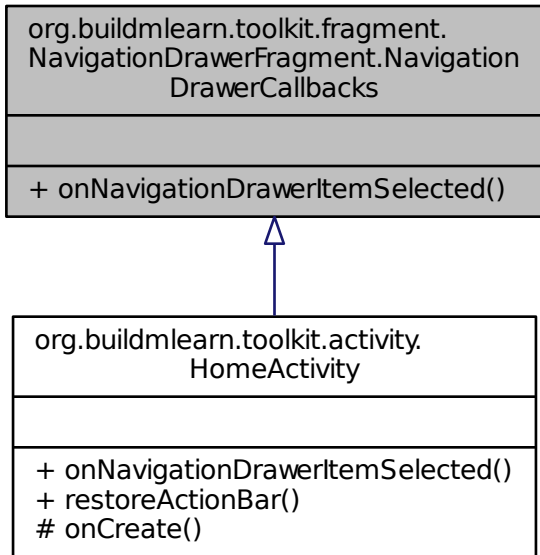 org.buildmlearn.toolkit.fragment.
NavigationDrawerFragment.Navigation
DrawerCallbacks
+ onNavigationDrawerItemSelected()
org.buildmlearn.toolkit.activity.
HomeActivity
+ onNavigationDrawerItemSelected()
+ restoreActionBar()
# onCreate()